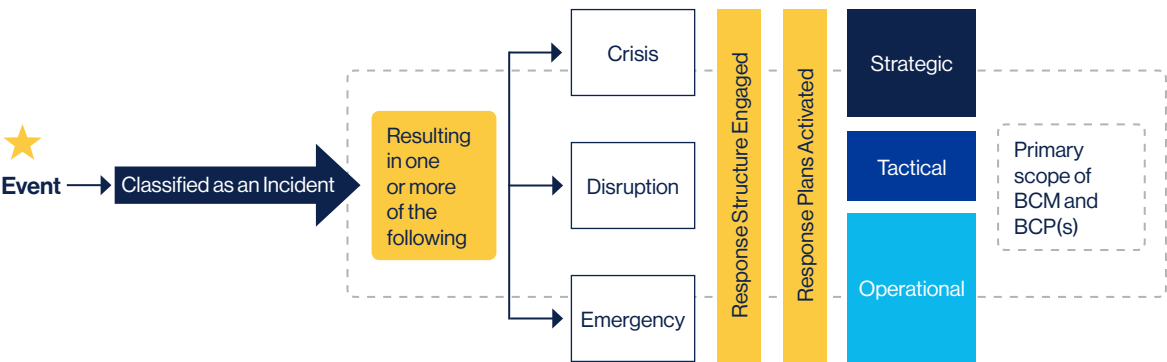 Event
Classified as an Incident
Resulting
in one
or more
of the
following
Crisis
Disruption
Emergency
Response Structure Engaged
Response Plans Activated
Strategic
Tactical
Operational
Primary
scope of
BCM and
BCP(s)